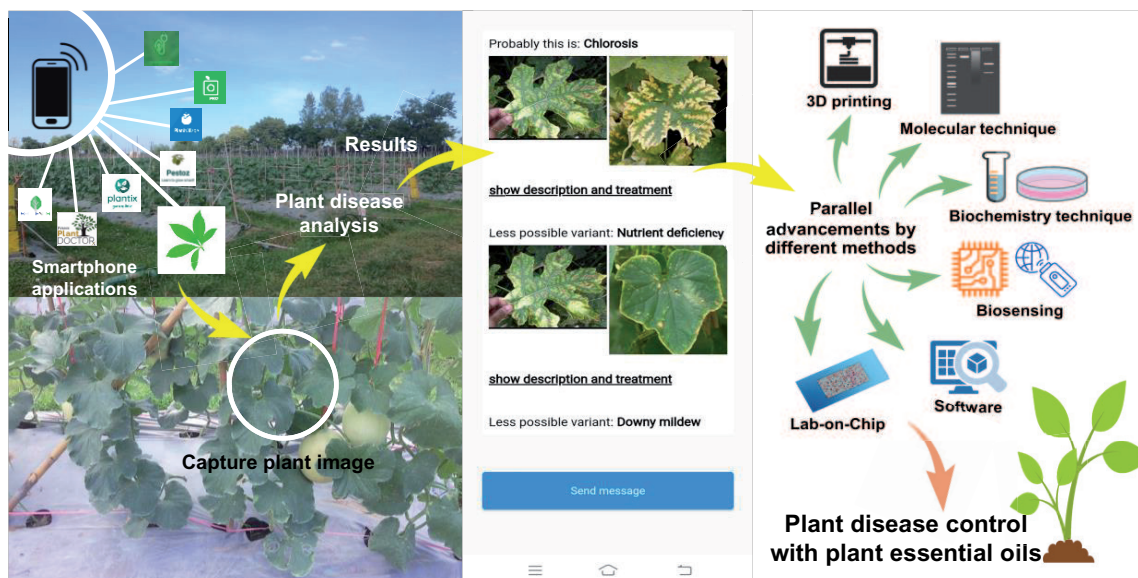 Pestoz
plantix
Plant
DOCTOR
Smartphone
applications
Capture plant image
Plant disease
analysis
Results
Probably this is: Chlorosis
show description and treatment
Less possible variant: Nutrient deficiency
show description and treatment
Less possible variant: Downy mildew
Send message
3D printing
Molecular technique
Biochemistry technique
Parallel
advancements by
different methods
Biosensing
Software
Lab-on-Chip
Plant disease control
with plant essential oils